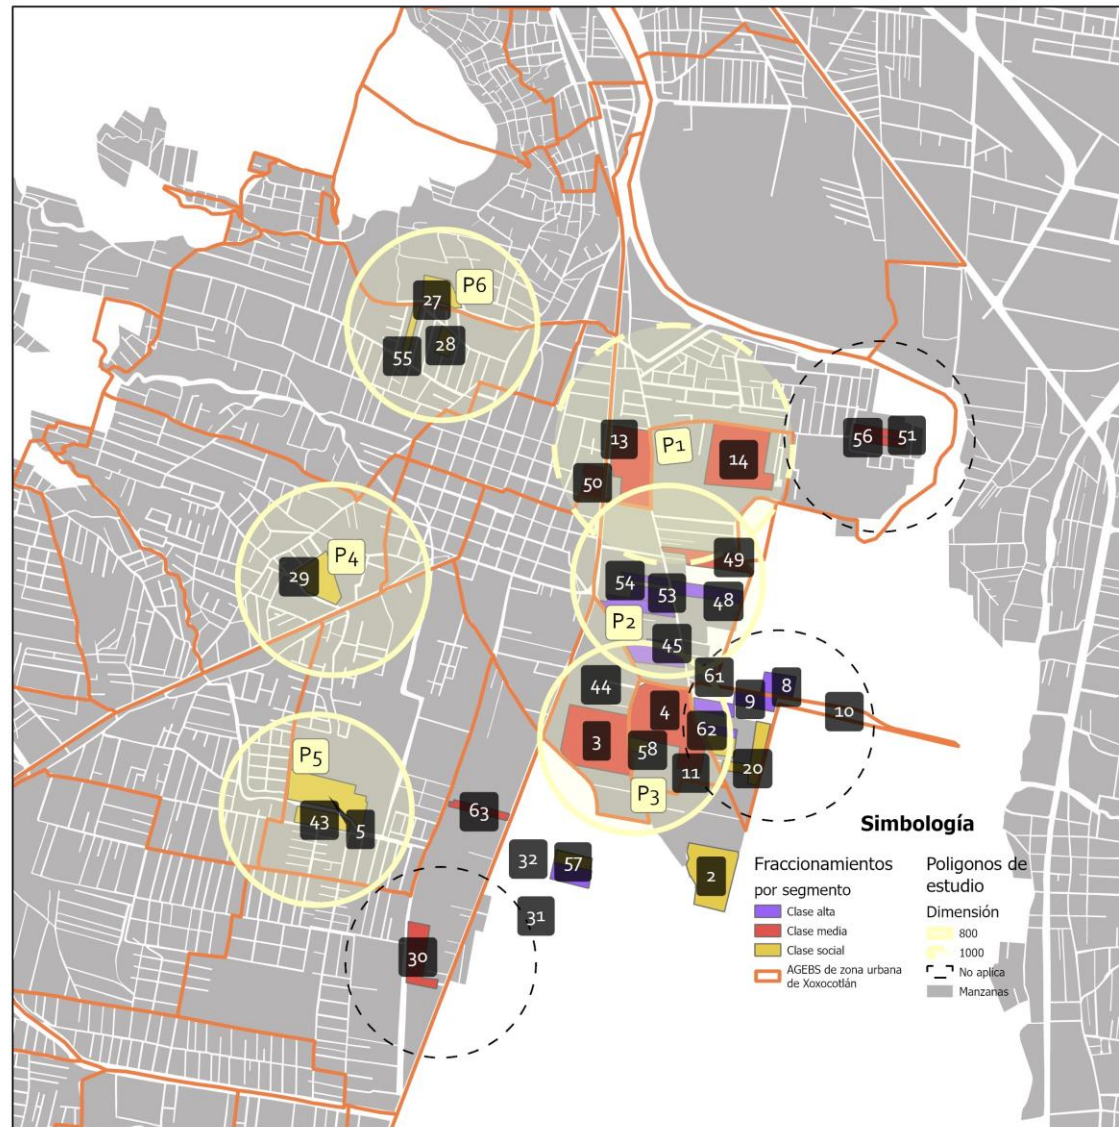 P6
27
28
55
13
P1
14
50
56
51
29
P4
49
54
53
48
P2
45
61
44
8
9
10
4
62
3
58
20
11
P3
P5
63
43
5
32
57
2
31
30
Simbología
Fraccionamientos
por segmento
Clase alta
Clase media
Clase social
AGEBS de zona urbana
de Xoxocotlán
Poligonos de
estudio
Dimensión
800
1000
No aplica
Manzanas